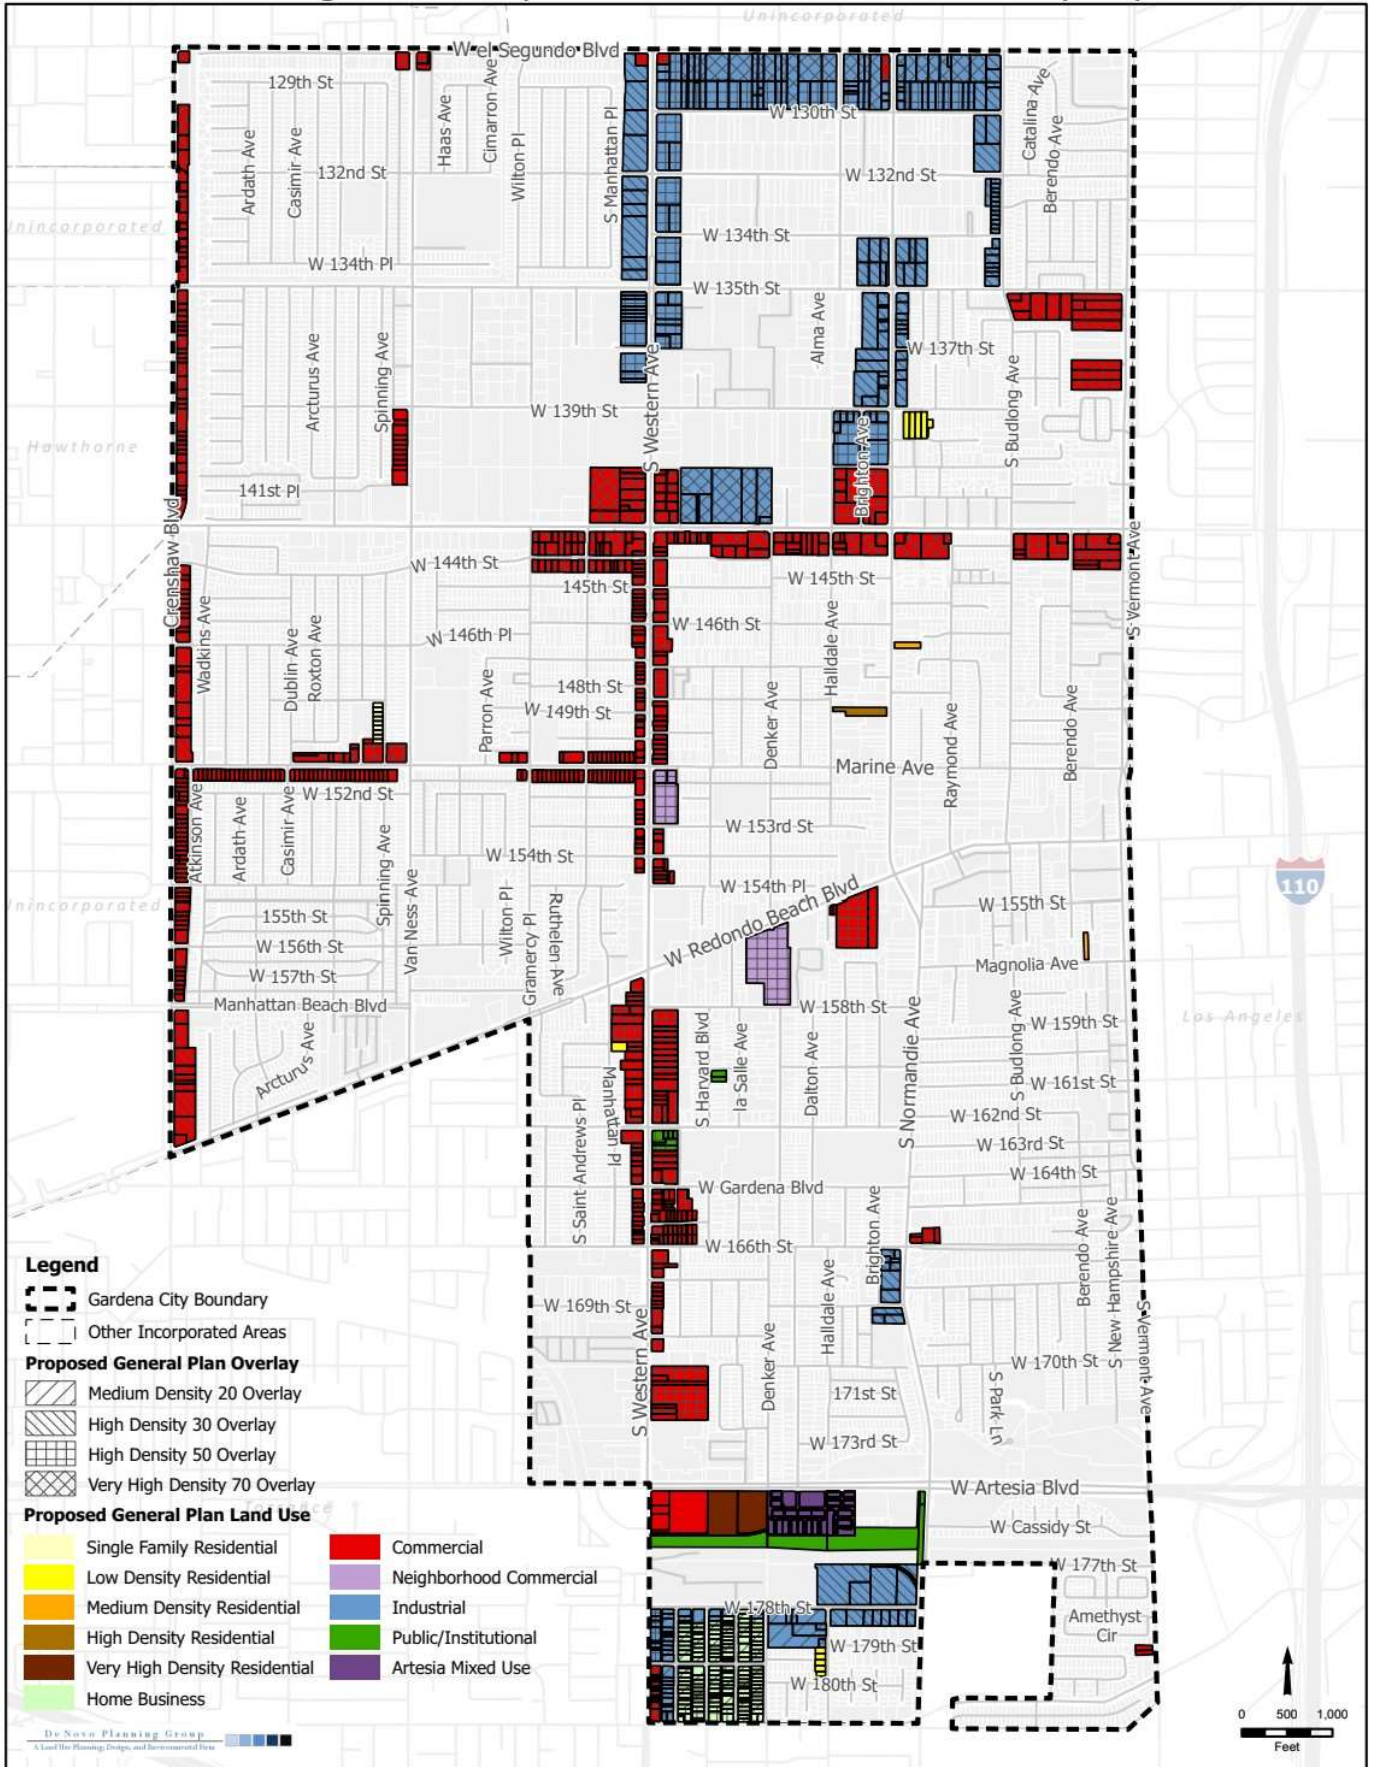 Unincorporated
W el Segundo Blvd
129th St
W 130th St
Haas Ave
Cimarron Ave
Wilton Pl
S Manhattan Pl
Catalina Ave
Berendo Ave
Ardath Ave
Casimir Ave
132nd St
W 132nd St
Unincorporated
W 134th St
W 134th Pl
W 135th St
Alma Ave
W 137th St
Arcturus Ave
Spinning Ave
S Western Ave
S Budlong Ave
W 139th St
Brighton Ave
Hawthorne
141st Pl
Crenshaw Blvd
S Vermont Ave
W 144th St
145th St
W 145th St
Wadkins Ave
Dublin Ave
Roxton Ave
W 146th Pl
W 146th St
Halldale Ave
148th St
W 149th St
Parron Ave
Denker Ave
Raymond Ave
Berendo Ave
Marine Ave
W 152nd St
Atkinson Ave
Ardath Ave
Casimir Ave
Spinning Ave
W 153rd St
W 154th St
Van Ness Ave
Wilton Pl
Gramercy Pl
Ruthelen Ave
W 154th Pl
W Redondo Beach Blvd
110
Unincorporated
155th St
W 155th St
W 156th St
W 157th St
Magnolia Ave
Manhattan Beach Blvd
W 158th St
Arcturus Ave
S Harvard Blvd
la Salle Ave
Dalton Ave
S Normandie Ave
S Budlong Ave
W 159th St
Los Angeles
W 161st St
W 162nd St
W 163rd St
W 164th St
S Saint Andrews Pl
Manhattan Pl
W Gardena Blvd
Brighton Ave
W 166th St
Berendo Ave
S New Hampshire Ave
W 169th St
S Western Ave
Denker Ave
Halldale Ave
S Vermont Ave
W 170th St
171st St
S Park Ln
W 173rd St
W Artesia Blvd
W Cassidy St
W 177th St
W 178th St
W 179th St
W 180th St
Amethyst
Cir
Torrance
Legend
Gardena City Boundary
Other Incorporated Areas
Proposed General Plan Overlay
Medium Density 20 Overlay
High Density 30 Overlay
High Density 50 Overlay
Very High Density 70 Overlay
Proposed General Plan Land Use
Single Family Residential
Low Density Residential
Medium Density Residential
High Density Residential
Very High Density Residential
Home Business
Commercial
Neighborhood Commercial
Industrial
Public/Institutional
Artesia Mixed Use
De Novo Planning Group
A Land Use Planning, Design, and Environmental Firm
0 500 1,000
Feet